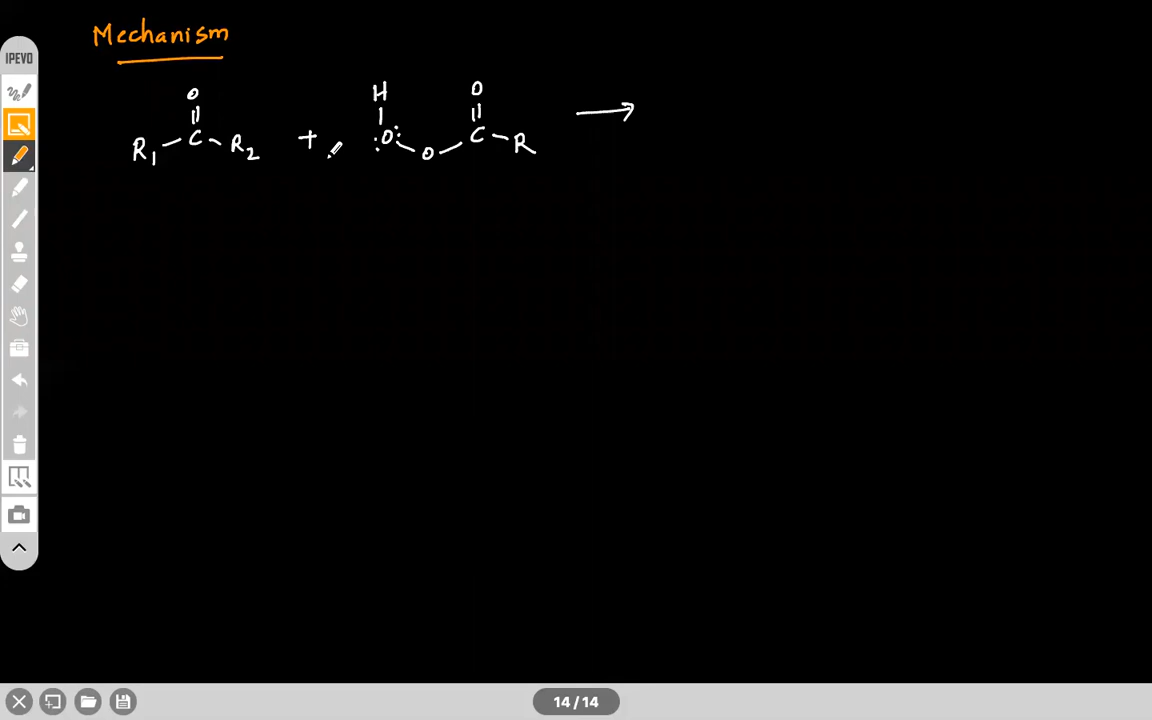 Mechanism
IPEVO
O H O
|| | ||
R1 - C - R2 + :O: - O - C - R →
14/14